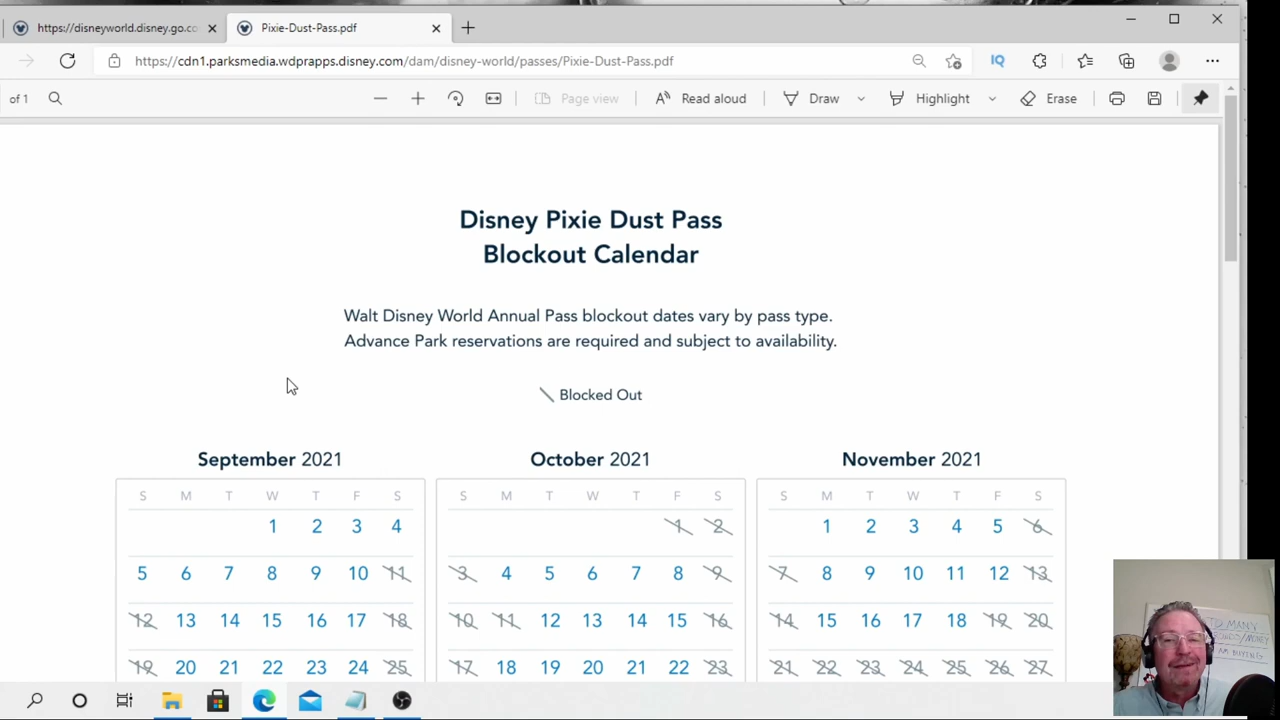 https://disneyworld.disney.go.co
Pixie-Dust-Pass.pdf
https://cdn1.parksmedia.wdprapps.disney.com/dam/disney-world/passes/Pixie-Dust-Pass.pdf
IQ
of 1
Page view
Read aloud
Draw
Highlight
Erase
Disney Pixie Dust Pass
Blockout Calendar
Walt Disney World Annual Pass blockout dates vary by pass type.
Advance Park reservations are required and subject to availability.
Blocked Out
September 2021
S M T W T F S
1 2 3 4
5 6 7 8 9 10 11
12 13 14 15 16 17 18
19 20 21 22 23 24 25
October 2021
S M T W T F S
1 2
3 4 5 6 7 8 9
10 11 12 13 14 15 16
17 18 19 20 21 22 23
November 2021
S M T W T F S
1 2 3 4 5 6
7 8 9 10 11 12 13
14 15 16 17 18 19 20
21 22 23 24 25 26 27
TO MANY
/MONEY